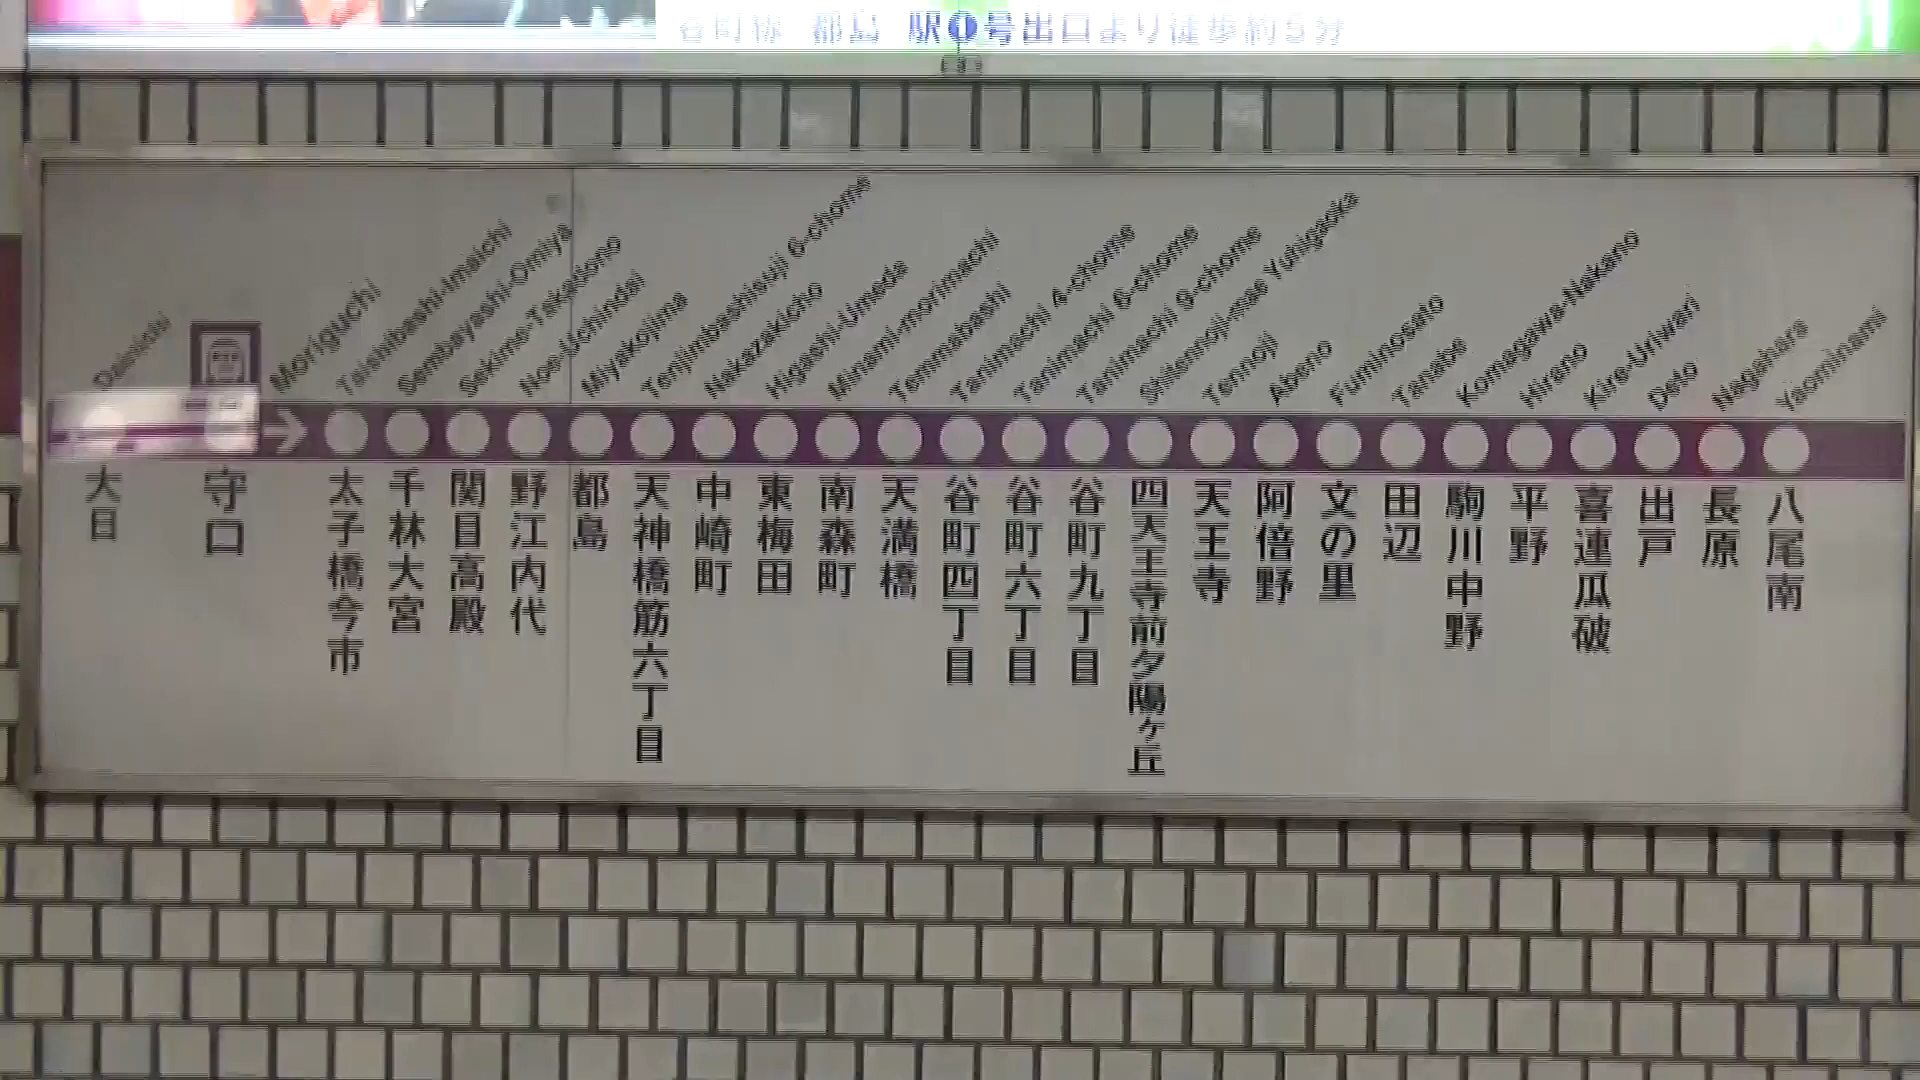 谷町線 都島 駅❶号出口より徒歩約5分
Dainichi
Moriguchi
Taishibashi-Imaichi
Sembayashi-Omiya
Sekime-Takadono
Noe-Uchindai
Miyakojima
Tenjimbashisuji 6-chome
Nakazakicho
Higashi-Umeda
Minami-morimachi
Temmabashi
Tanimachi 4-chome
Tanimachi 6-chome
Tanimachi 9-chome
Shitennoji-mae Yuhigaoka
Tennoji
Abeno
Fuminosato
Tanabe
Komagawa-Nakano
Hirano
Kire-Uriwari
Deto
Nagahara
Yaominami
大日
守口
太子橋今市
千林大宮
関目高殿
野江内代
都島
天神橋筋六丁目
中崎町
東梅田
南森町
天満橋
谷町四丁目
谷町六丁目
谷町九丁目
四天王寺前夕陽ヶ丘
天王寺
阿倍野
文の里
田辺
駒川中野
平野
喜連瓜破
出戸
長原
八尾南